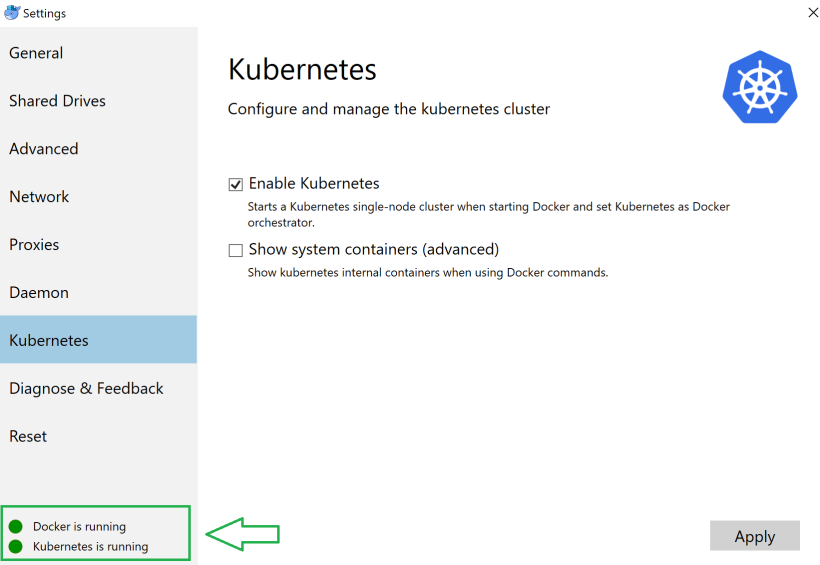 Settings
General
Shared Drives
Advanced
Network
Proxies
Daemon
Kubernetes
Diagnose & Feedback
Reset
Docker is running
Kubernetes is running
Kubernetes
Configure and manage the kubernetes cluster
Enable Kubernetes
Starts a Kubernetes single-node cluster when starting Docker and set Kubernetes as Docker
orchestrator.
Show system containers (advanced)
Show kubernetes internal containers when using Docker commands.
Apply